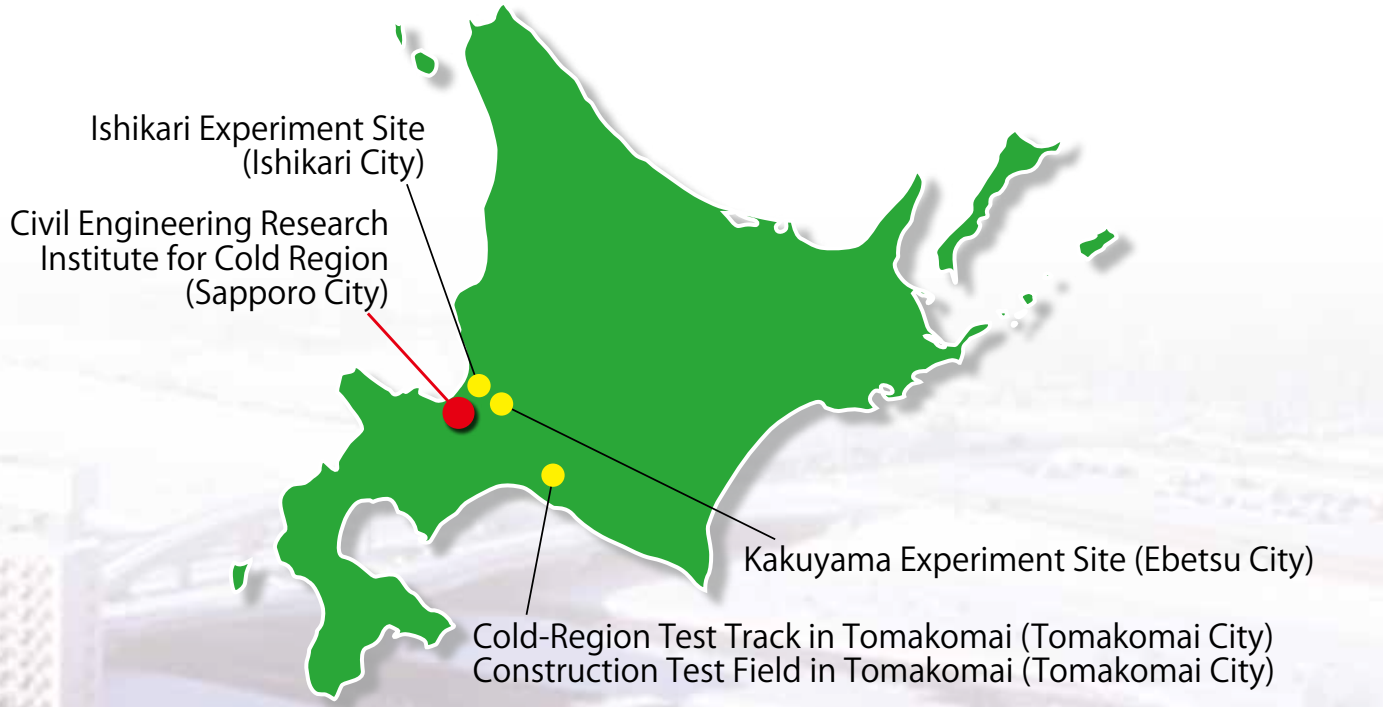 Ishikari Experiment Site
(Ishikari City)
Civil Engineering Research
Institute for Cold Region
(Sapporo City)
Kakuyama Experiment Site (Ebetsu City)
Cold-Region Test Track in Tomakomai (Tomakomai City)
Construction Test Field in Tomakomai (Tomakomai City)